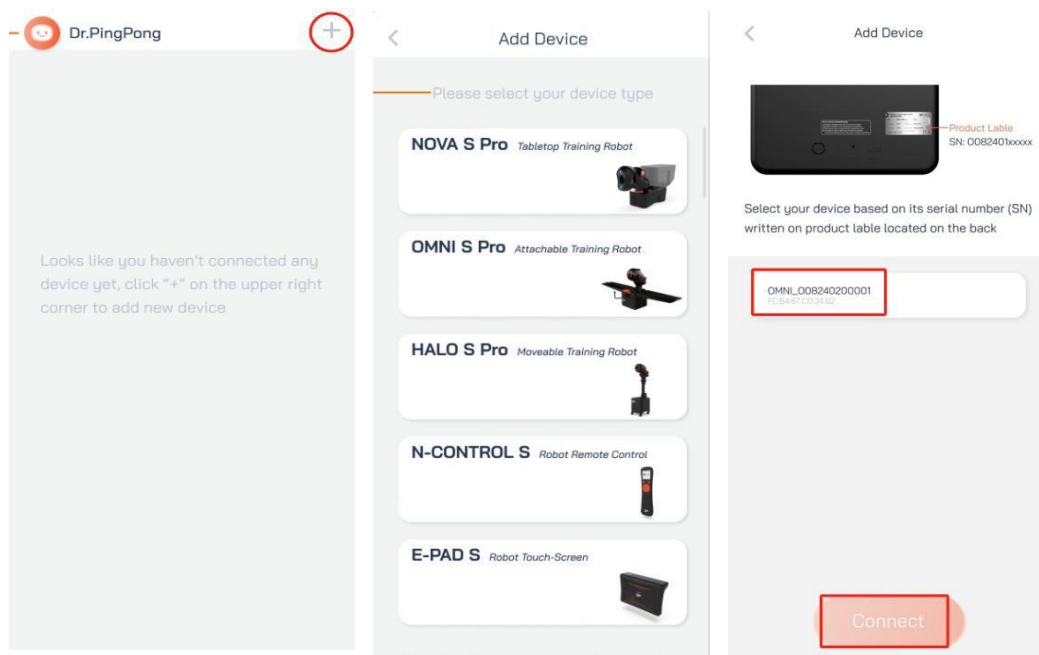 Dr.PingPong
Looks like you haven't connected any
device yet, click "+" on the upper right
corner to add new device
Add Device
Please select your device type
NOVA S Pro Tabletop Training Robot
OMNI S Pro Attachable Training Robot
HALO S Pro Moveable Training Robot
N-CONTROL S Robot Remote Control
E-PAD S Robot Touch-Screen
Add Device
Product Lable
SN: 0082401xxxxx
Select your device based on its serial number (SN)
written on product lable located on the back
OMNI_008240200001
Connect